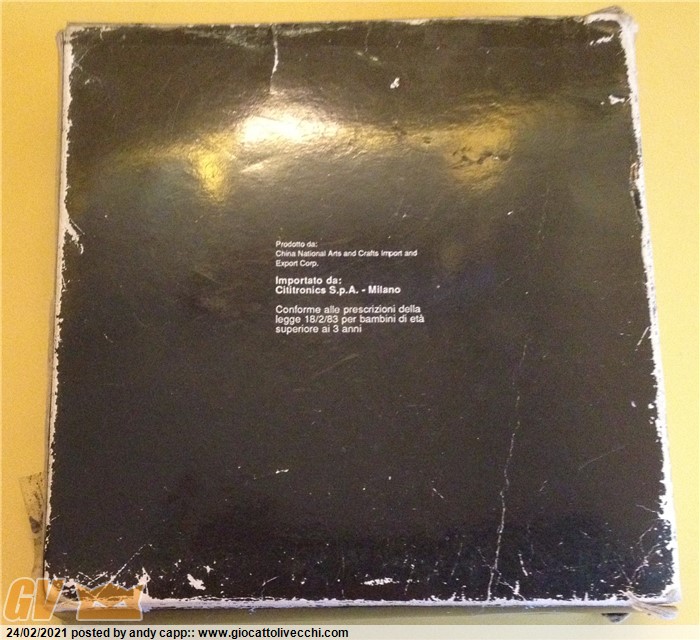 Prodotto da:
China National Arts and Crafts Import and
Export Corp.
Importato da:
Cititronics S.p.A. - Milano
Conforme alle prescrizioni della
legge 18/2/83 per bambini di età
superiore ai 3 anni
GV
24/02/2021 posted by andy capp:: www.giocattolivecchi.com